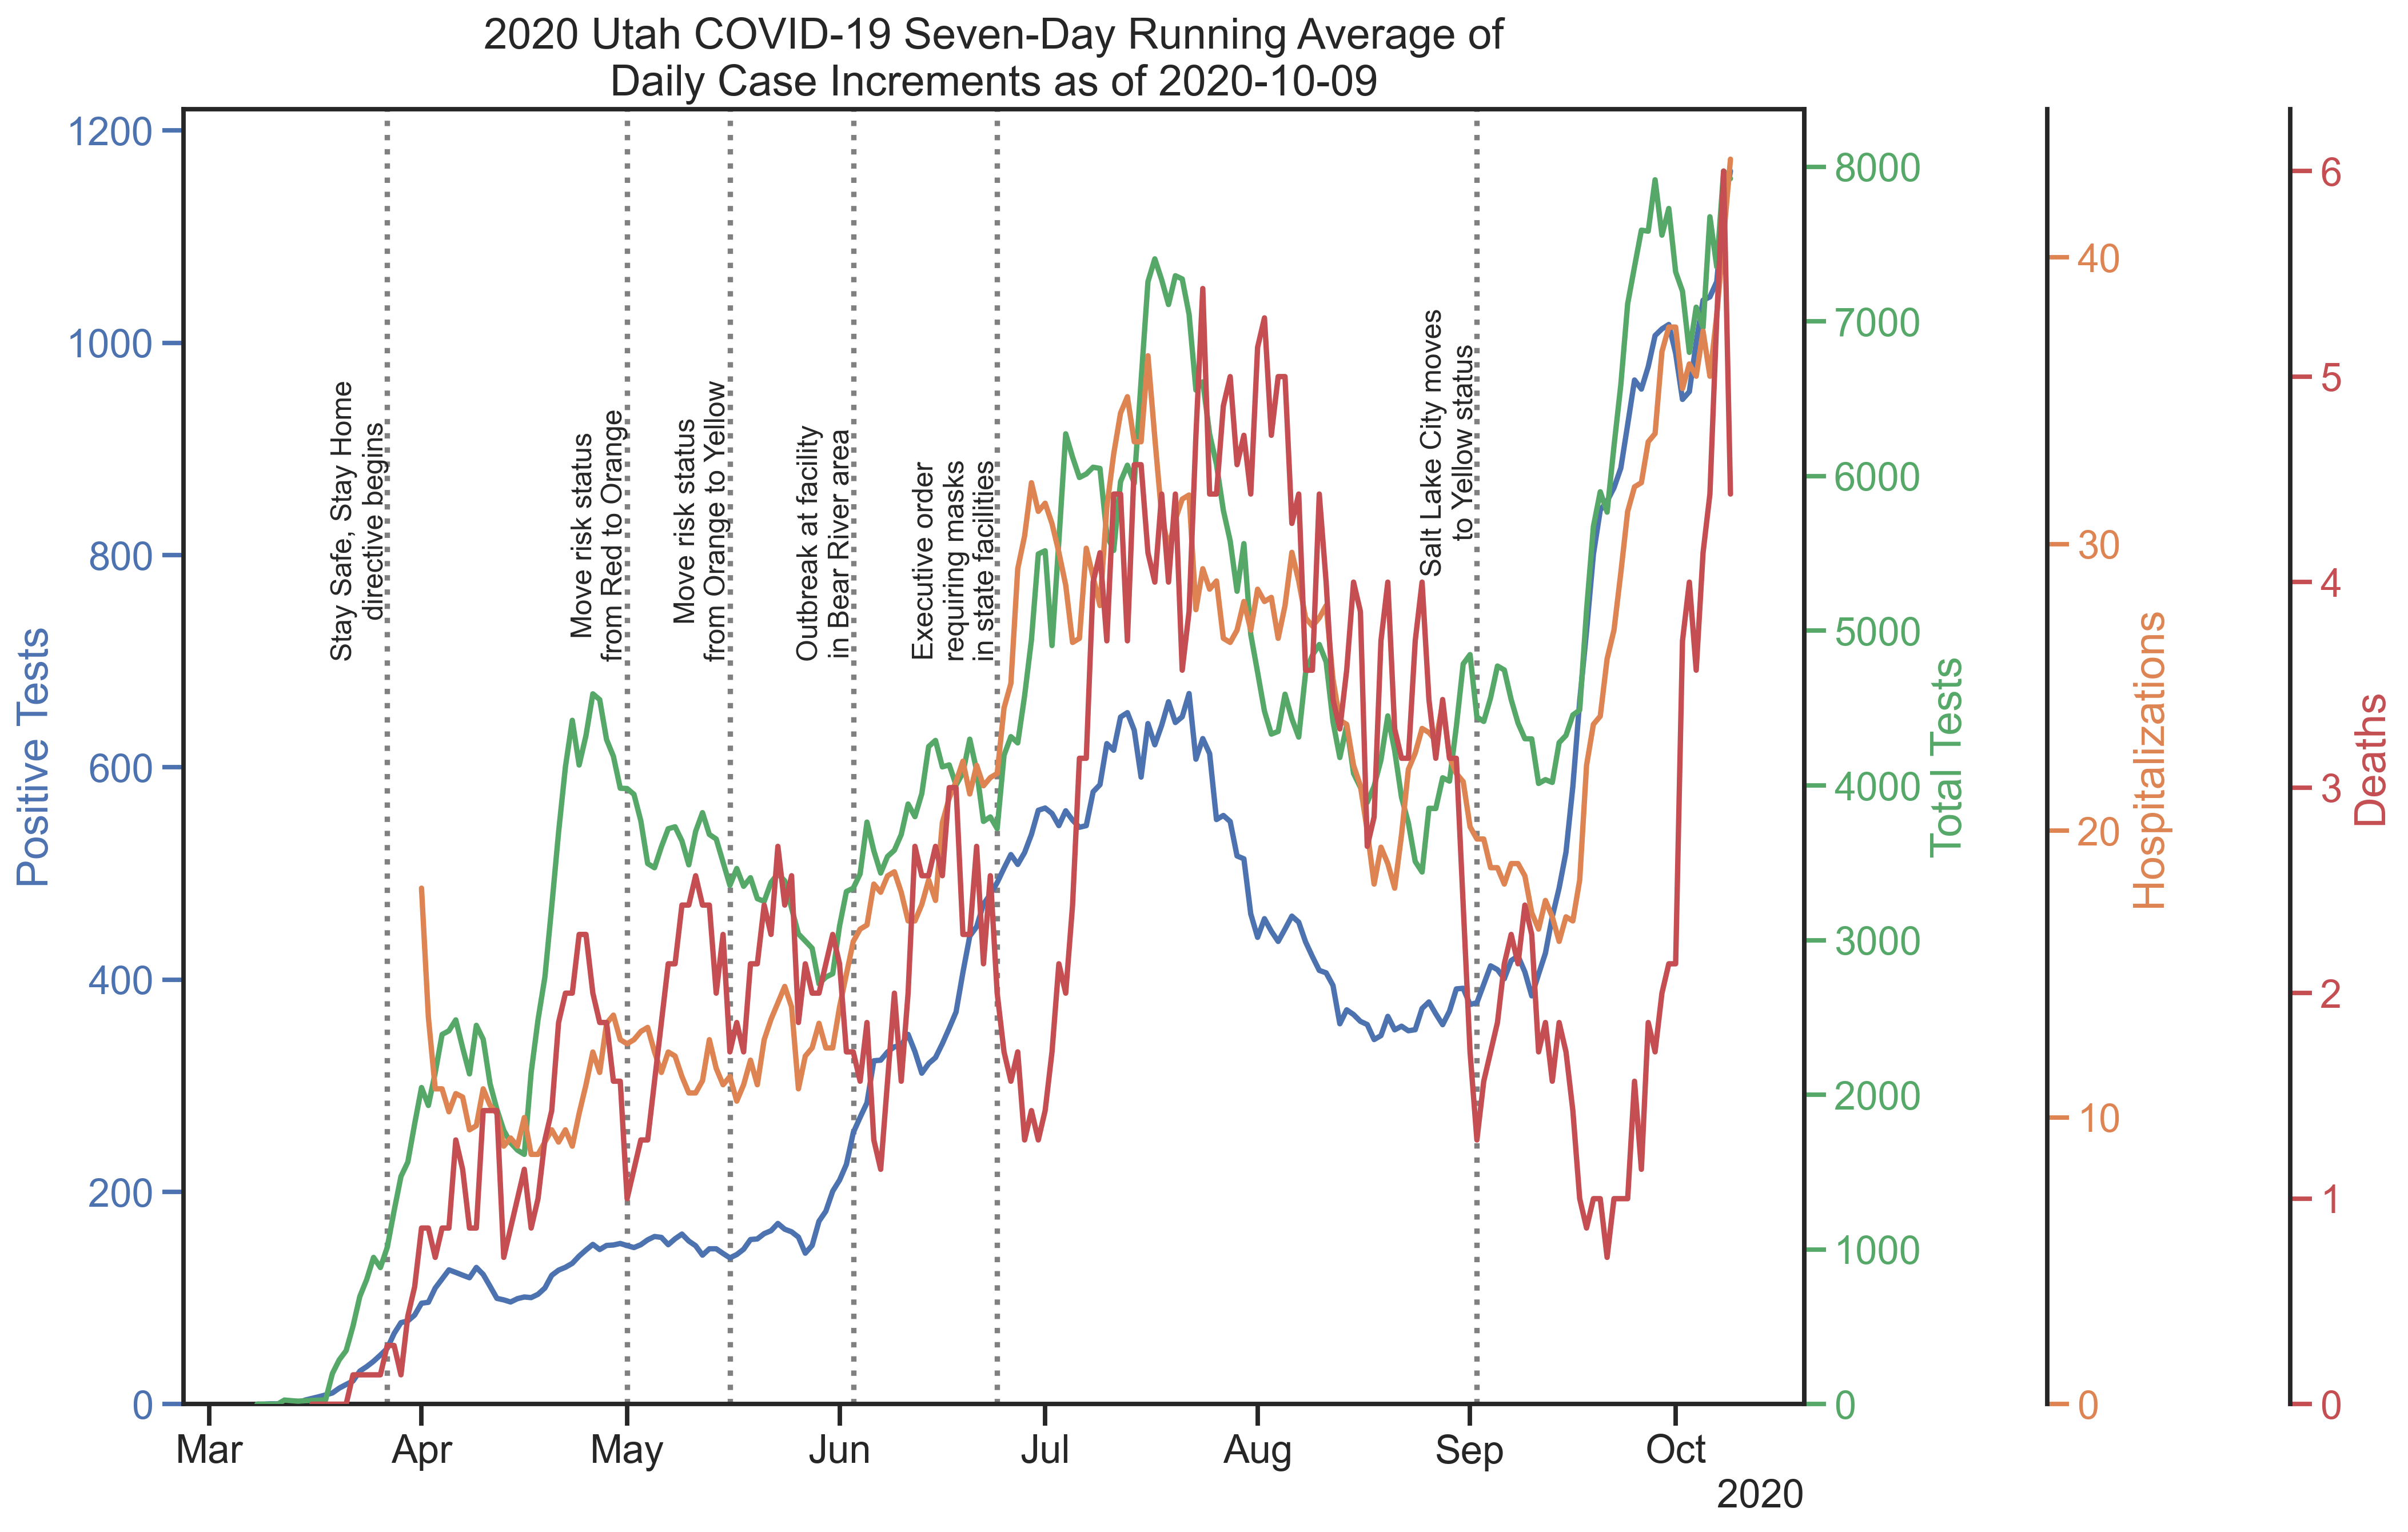 2020 Utah COVID-19 Seven-Day Running Average of
Daily Case Increments as of 2020-10-09
Positive Tests
1200
1000
800
600
400
200
0
Stay Safe, Stay Home
directive begins
Move risk status
from Red to Orange
Move risk status
from Orange to Yellow
Outbreak at facility
in Bear River area
Executive order
requiring masks
in state facilities
Salt Lake City moves
to Yellow status
8000
7000
6000
5000
4000
3000
2000
1000
0
Total Tests
40
30
20
10
0
Hospitalizations
6
5
4
3
2
1
0
Deaths
Mar Apr May Jun Jul Aug Sep Oct
2020